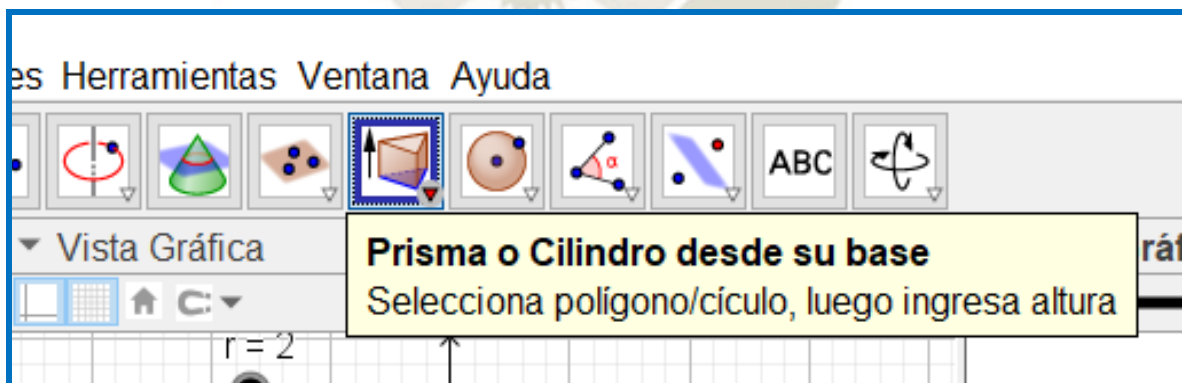 es Herramientas Ventana Ayuda
α
ABC
Vista Gráfica
Prisma o Cilindro desde su base
ráf
Selecciona polígono/cículo, luego ingresa altura
r = 2